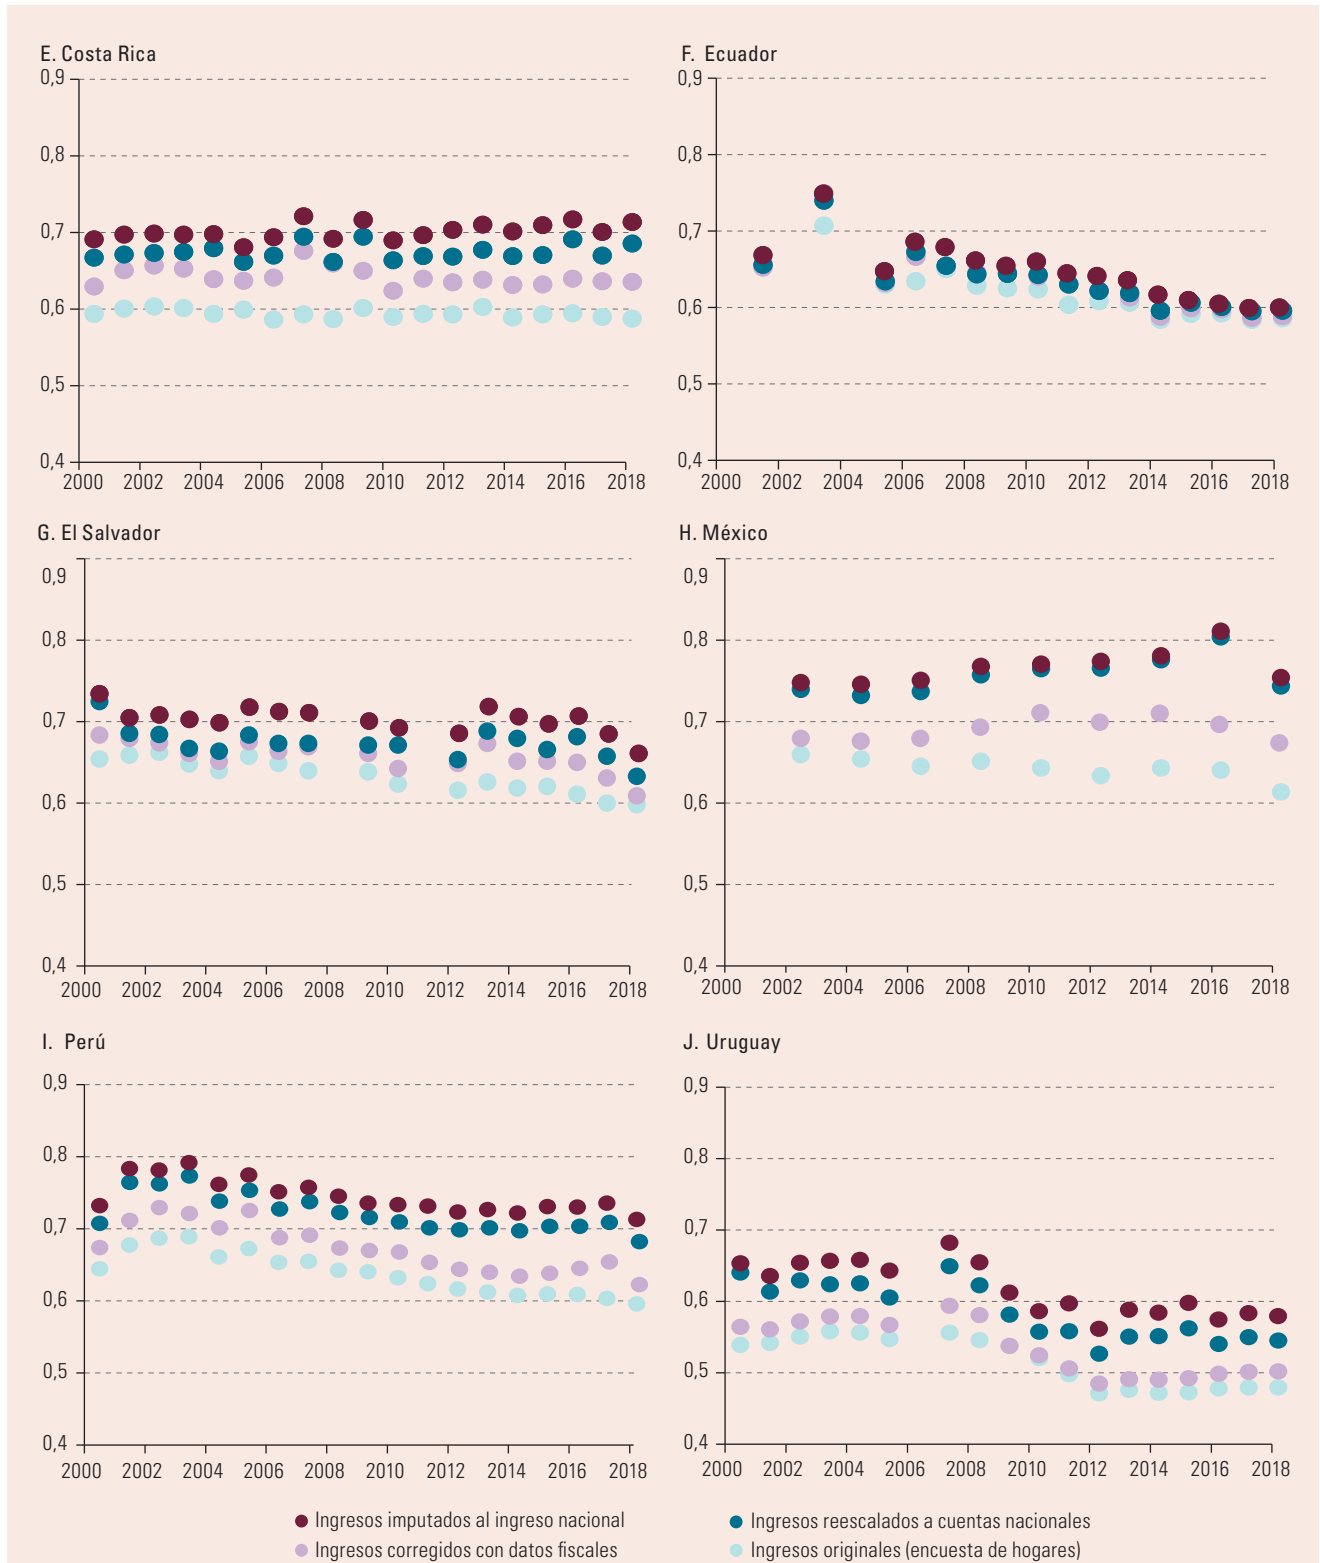 E. Costa Rica
0,9
0,8
0,7
0,6
0,5
0,4
2000 2002 2004 2006 2008 2010 2012 2014 2016 2018
F. Ecuador
0,9
0,8
0,7
0,6
0,5
0,4
2000 2002 2004 2006 2008 2010 2012 2014 2016 2018
G. El Salvador
0,9
0,8
0,7
0,6
0,5
0,4
2000 2002 2004 2006 2008 2010 2012 2014 2016 2018
H. México
0,9
0,8
0,7
0,6
0,5
0,4
2000 2002 2004 2006 2008 2010 2012 2014 2016 2018
I. Perú
0,9
0,8
0,7
0,6
0,5
0,4
2000 2002 2004 2006 2008 2010 2012 2014 2016 2018
J. Uruguay
0,9
0,8
0,7
0,6
0,5
0,4
2000 2002 2004 2006 2008 2010 2012 2014 2016 2018
Ingresos imputados al ingreso nacional
Ingresos reescalados a cuentas nacionales
Ingresos corregidos con datos fiscales
Ingresos originales (encuesta de hogares)